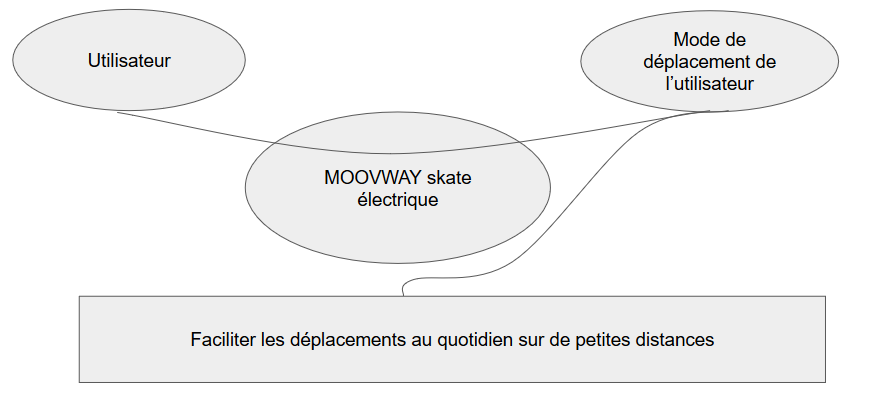 Utilisateur
Mode de
déplacement de
l’utilisateur
MOOVWAY skate
électrique
Faciliter les déplacements au quotidien sur de petites distances